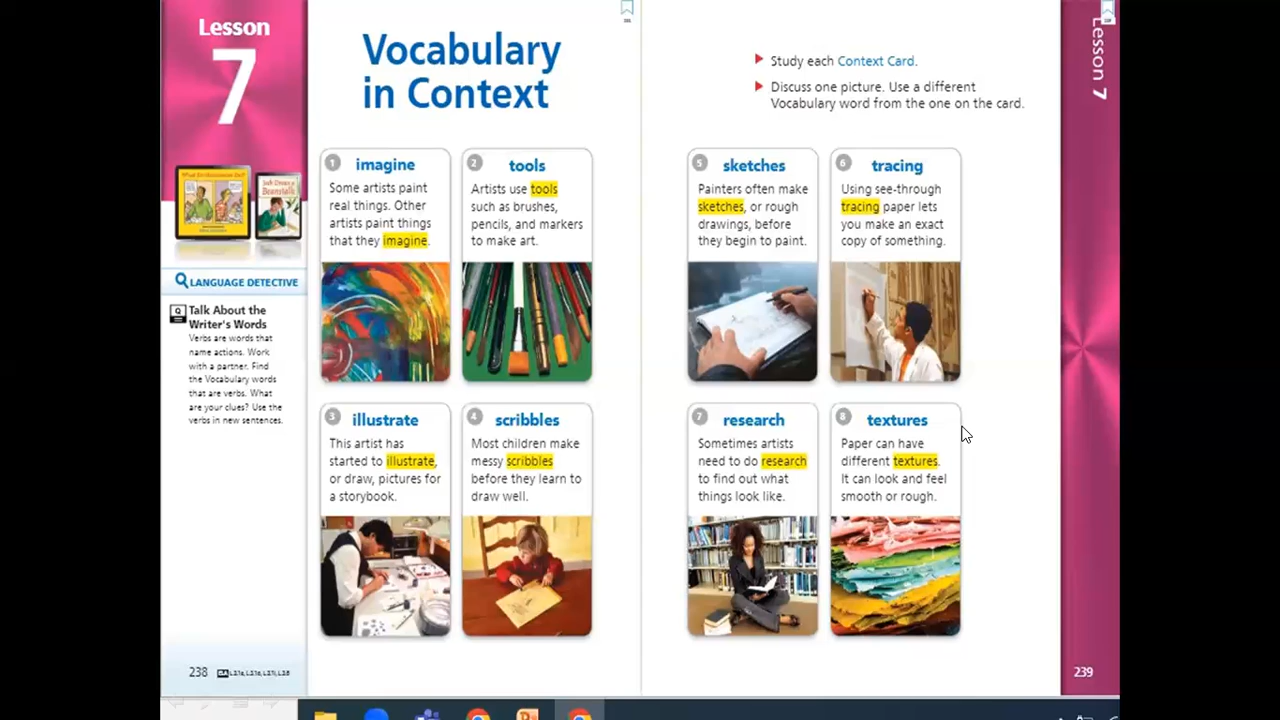 Lesson
7
LANGUAGE DETECTIVE
Talk About the
Writer's Words
Verbs are words that
name actions. Work
with a partner. Find
the Vocabulary words
that are verbs. What
are your clues? Use the
verbs in new sentences.
238
Vocabulary
in Context
1 imagine
Some artists paint
real things. Other
artists paint things
that they imagine.
2 tools
Artists use tools
such as brushes,
pencils, and markers
to make art.
3 illustrate
This artist has
started to illustrate,
or draw, pictures for
a storybook.
4 scribbles
Most children make
messy scribbles
before they learn to
draw well.
Study each Context Card.
Discuss one picture. Use a different
Vocabulary word from the one on the card.
5 sketches
Painters often make
sketches, or rough
drawings, before
they begin to paint.
6 tracing
Using see-through
tracing paper lets
you make an exact
copy of something.
7 research
Sometimes artists
need to do research
to find out what
things look like.
8 textures
Paper can have
different textures.
It can look and feel
smooth or rough.
Lesson 7
239